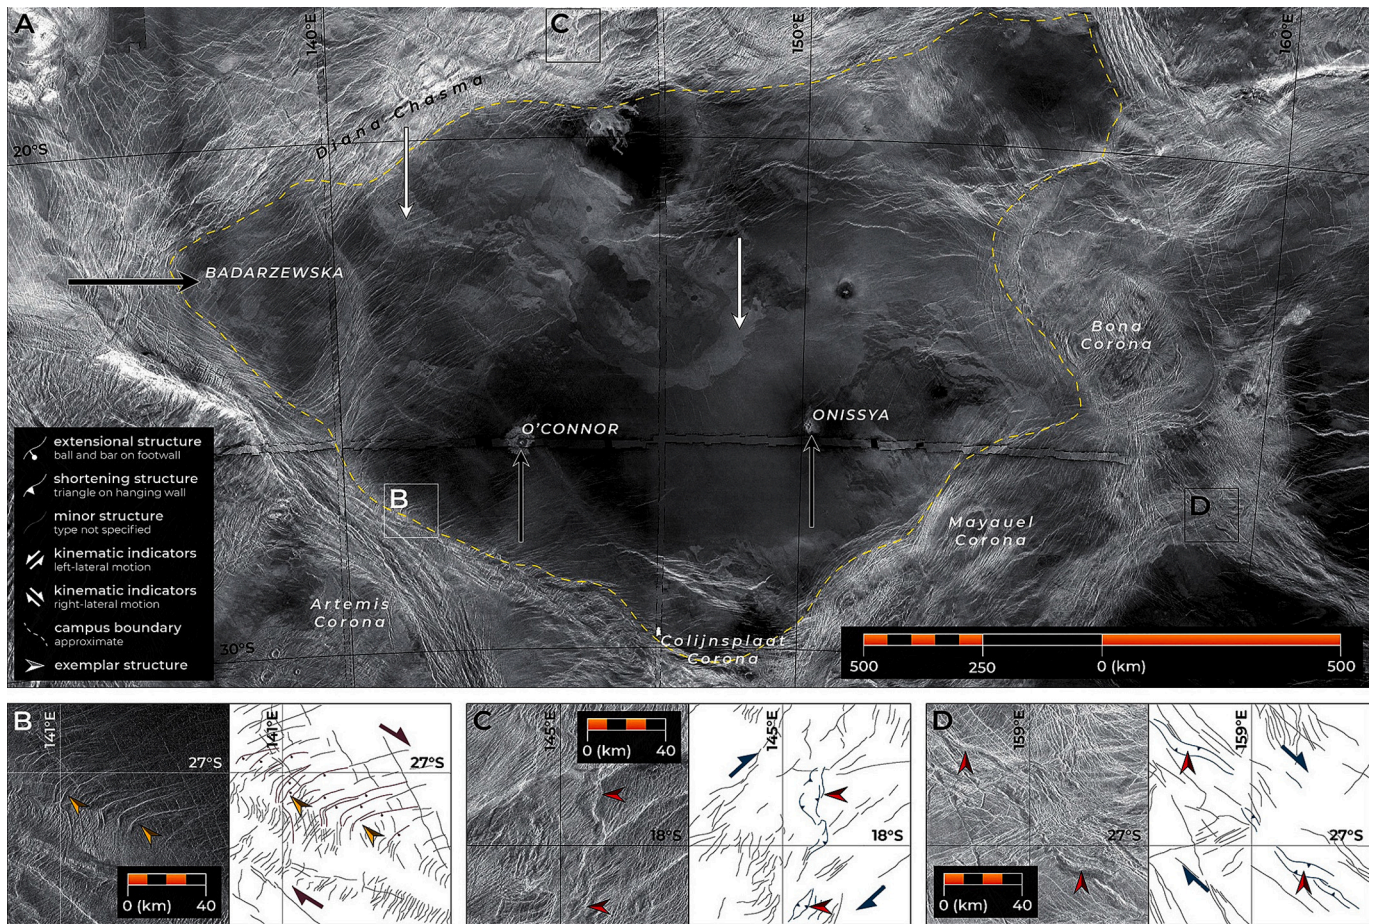 A
140°E
C
150°E
160°E
Diana Chasma
20°S
BADARZEWSKA
Bona
Corona
ONISSYA
O'CONNOR
B
D
Mayauel
Corona
Artemis
Corona
Colijnsplaat
Corona
30°S
extensional structure
ball and bar on footwall
shortening structure
triangle on hanging wall
minor structure
type not specified
kinematic indicators
left-lateral motion
kinematic indicators
right-lateral motion
campus boundary
approximate
exemplar structure
500 250 0 (km) 500
B
141°E
27°S
0 (km) 40
141°E
27°S
C
145°E
0 (km) 40
18°S
145°E
18°S
D
159°E
27°S
0 (km) 40
159°E
27°S